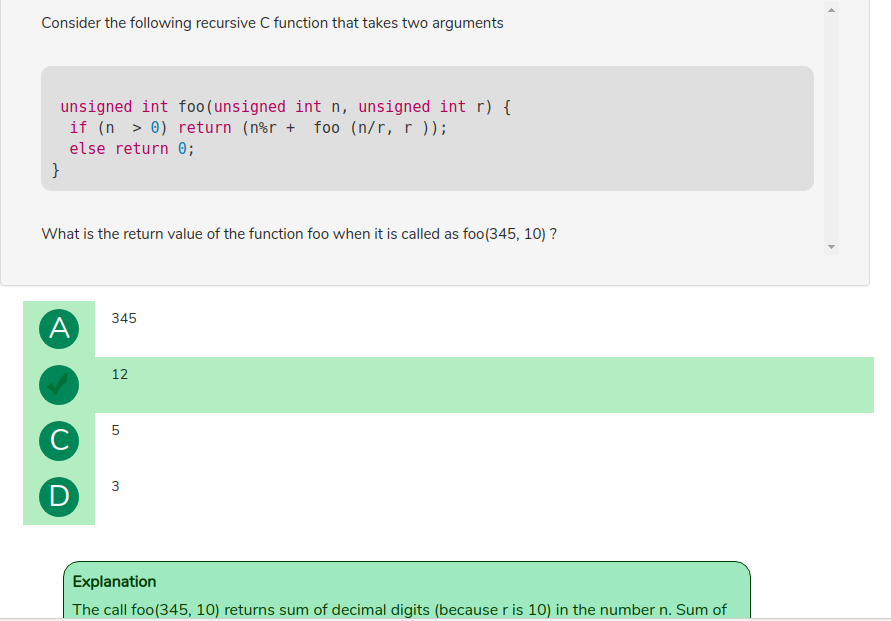 Consider the following recursive C function that takes two arguments
unsigned int foo(unsigned int n, unsigned int r) {
if (n  > 0) return (n%r +  foo (n/r, r ));
else return 0;
}
What is the return value of the function foo when it is called as foo(345, 10) ?
A 345
12
C 5
D 3
Explanation
The call foo(345, 10) returns sum of decimal digits (because r is 10) in the number n. Sum of